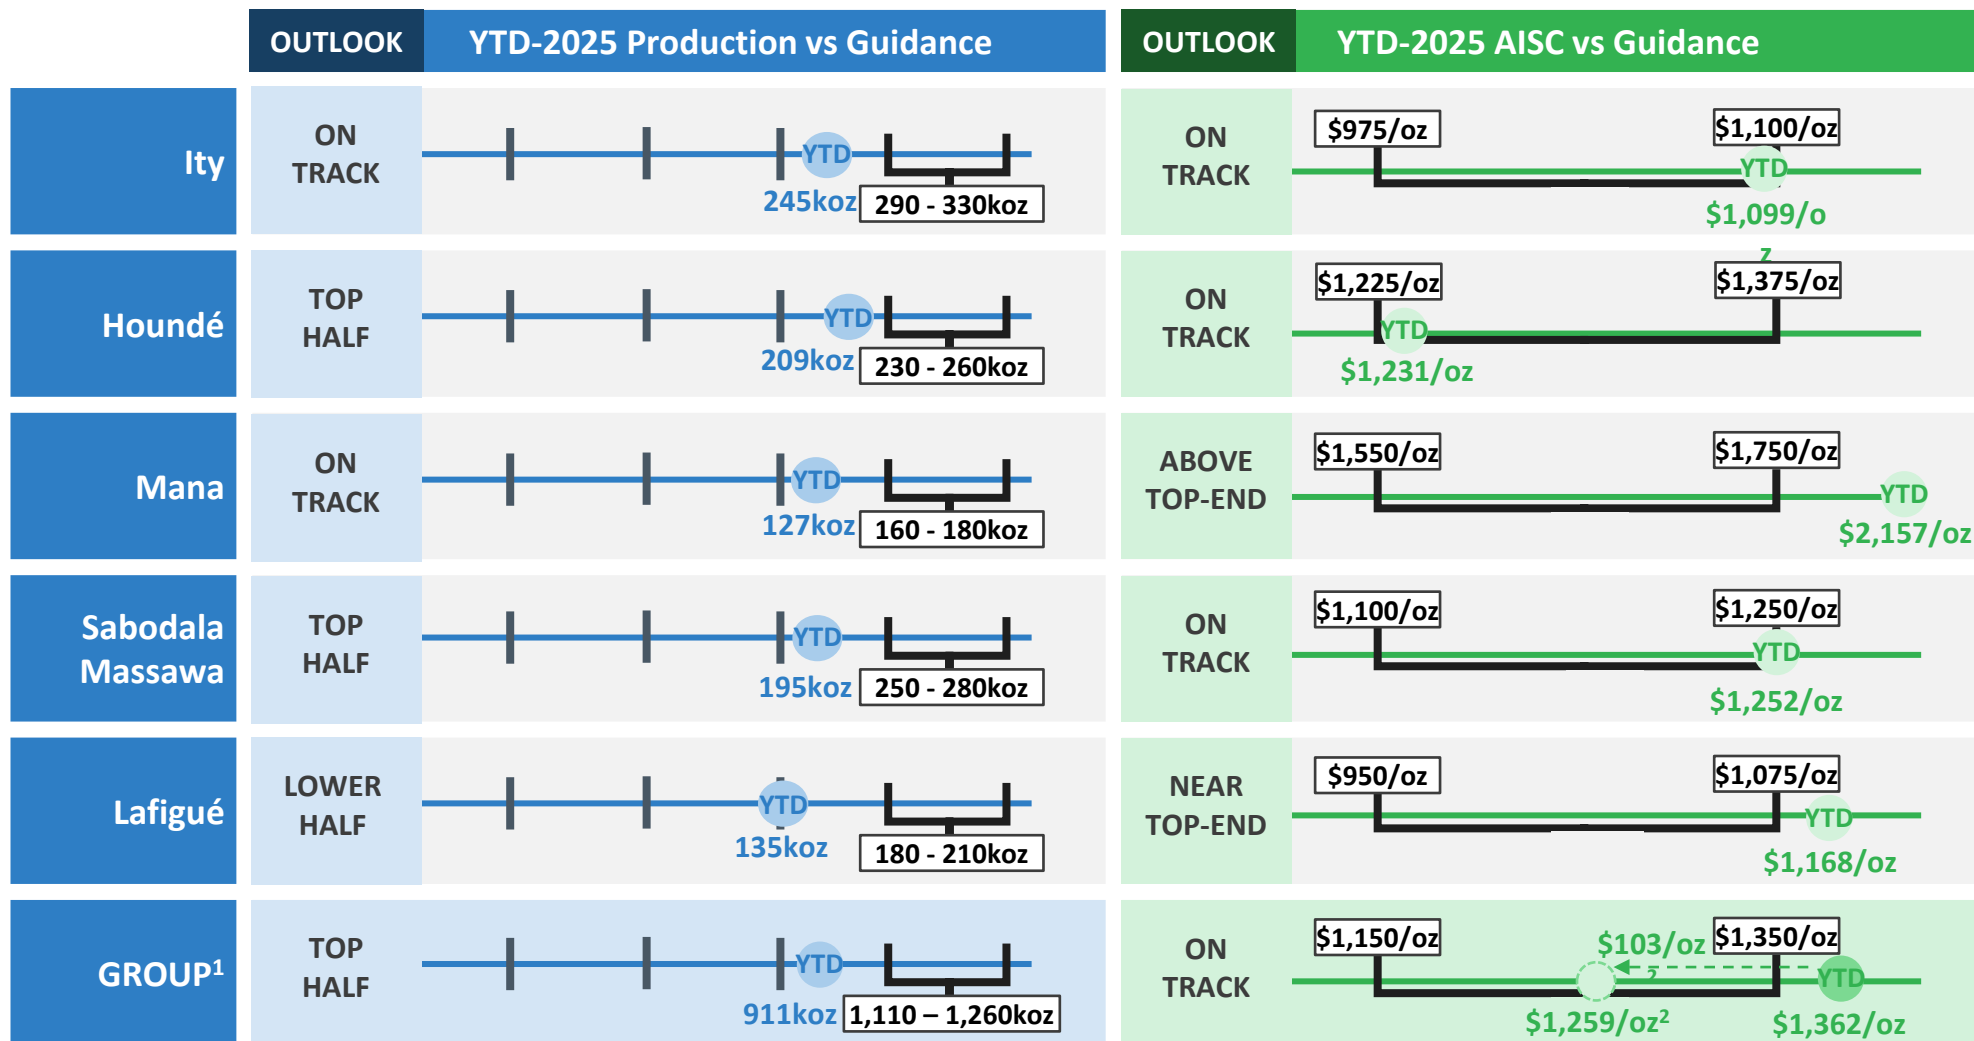 OUTLOOK YTD-2025 Production vs Guidance OUTLOOK YTD-2025 AISC vs Guidance
Ity
ON
TRACK
YTD
245koz
290 - 330koz
ON
TRACK
$975/oz
$1,100/oz
YTD
$1,099/o
z
Houndé
TOP
HALF
YTD
209koz
230 - 260koz
ON
TRACK
$1,225/oz
$1,375/oz
YTD
$1,231/oz
Mana
ON
TRACK
YTD
127koz
160 - 180koz
ABOVE
TOP-END
$1,550/oz
$1,750/oz
YTD
$2,157/oz
Sabodala
Massawa
TOP
HALF
YTD
195koz
250 - 280koz
ON
TRACK
$1,100/oz
$1,250/oz
YTD
$1,252/oz
Lafigué
LOWER
HALF
YTD
135koz
180 - 210koz
NEAR
TOP-END
$950/oz
$1,075/oz
YTD
$1,168/oz
GROUP¹
TOP
HALF
YTD
911koz
1,110 – 1,260koz
ON
TRACK
$1,150/oz
$103/oz
2
$1,350/oz
YTD
$1,259/oz²
$1,362/oz